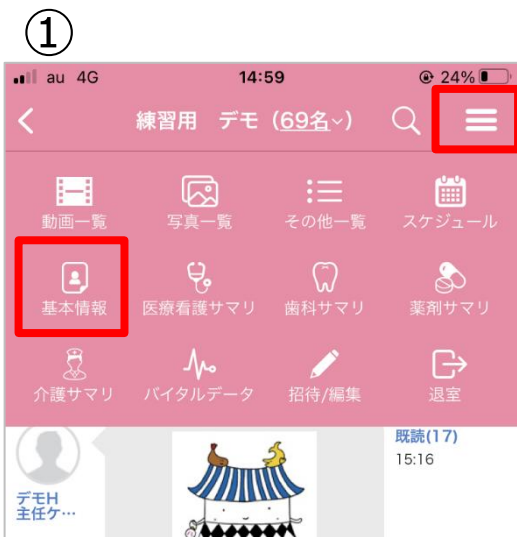 ①
au 4G 14:59 24%
練習用 デモ (69名)
動画一覧 写真一覧 その他一覧 スケジュール
基本情報 医療看護サマリ 歯科サマリ 薬剤サマリ
介護サマリ バイタルデータ 招待/編集 退室
既読(17)
15:16
デモH
主任ケ…